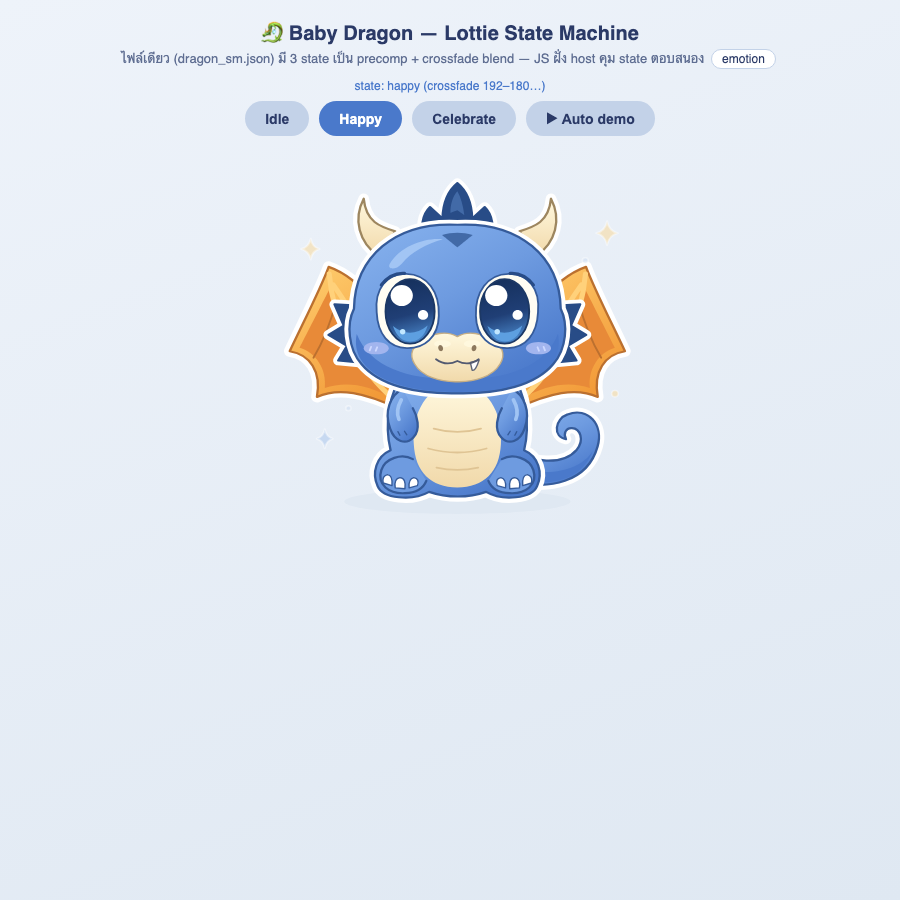 🐉 Baby Dragon — Lottie State Machine
ไฟล์เดียว (dragon_sm.json) มี 3 state เป็น precomp + crossfade blend — JS ฝั่ง host คุม state ตอบสนอง emotion
state: happy (crossfade 192–180…)
Idle Happy Celebrate ▶ Auto demo